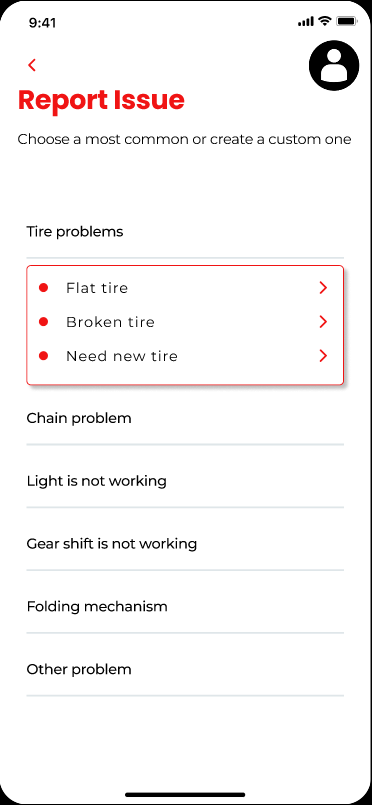 9:41
Report Issue
Choose a most common or create a custom one
Tire problems
Flat tire
Broken tire
Need new tire
Chain problem
Light is not working
Gear shift is not working
Folding mechanism
Other problem